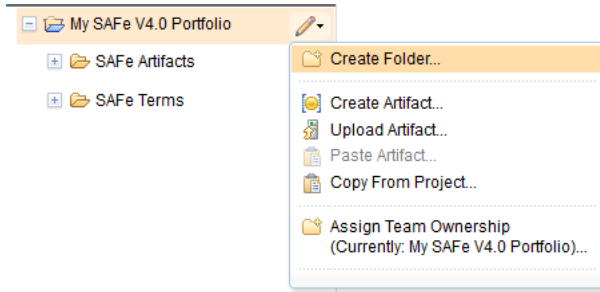 My SAFe V4.0 Portfolio
SAFe Artifacts
SAFe Terms
Create Folder...
Create Artifact...
Upload Artifact...
Paste Artifact...
Copy From Project...
Assign Team Ownership
(Currently: My SAFe V4.0 Portfolio)...